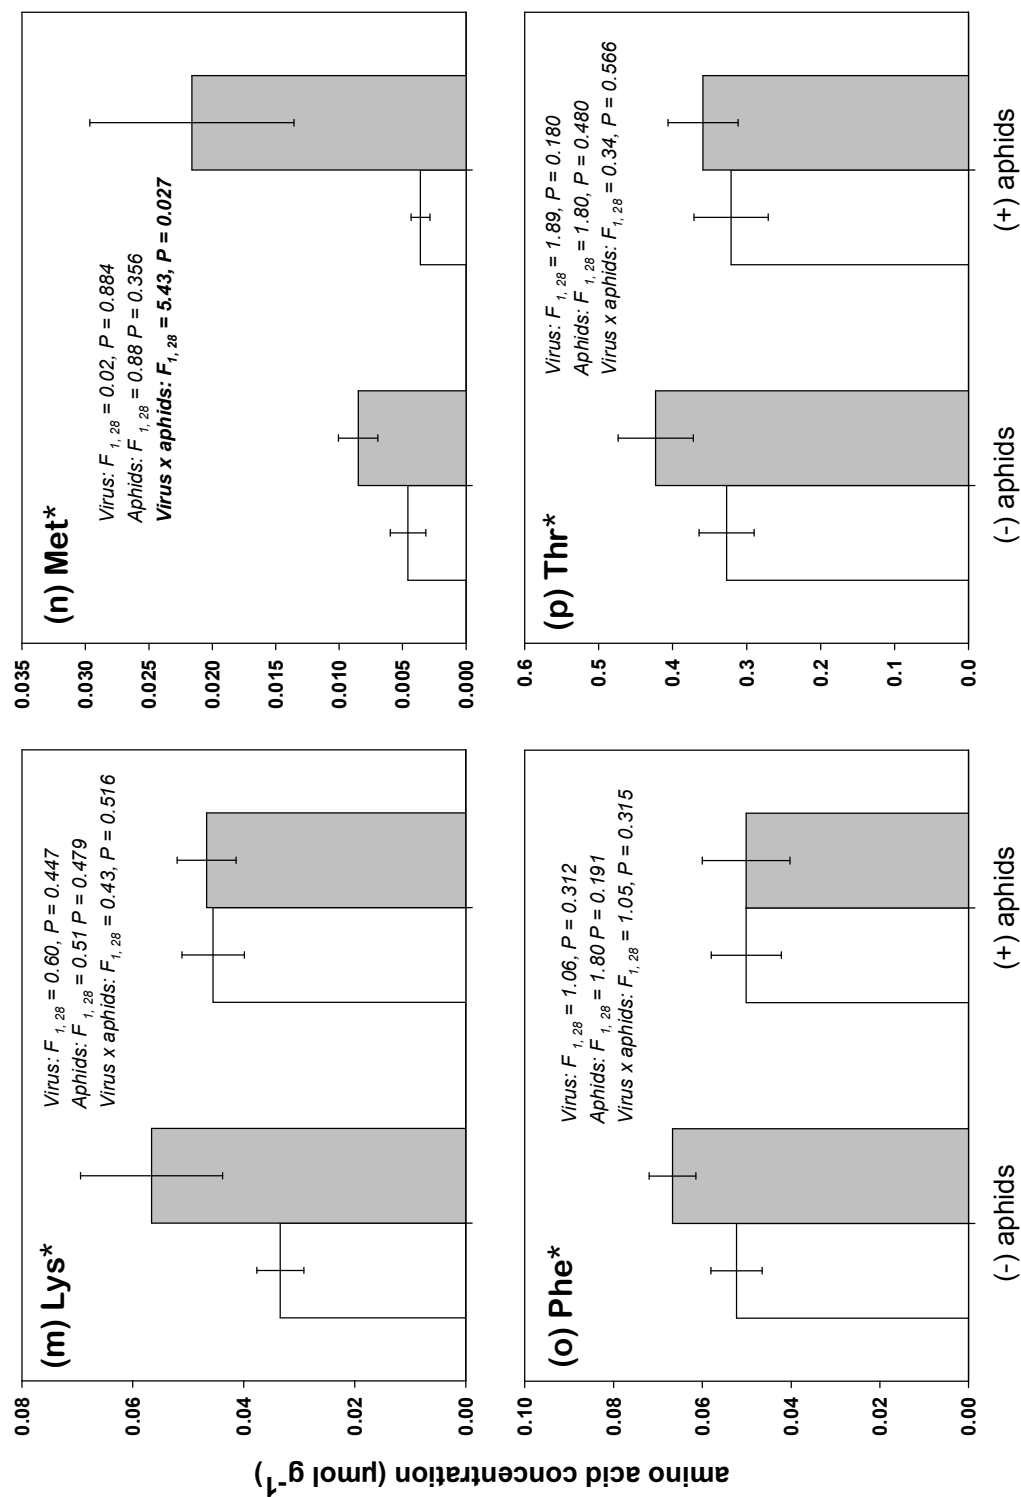 amino acid concentration (µmol g⁻¹)
(m) Lys*
Virus: F 1, 28 = 0.60, P = 0.447
Aphids: F 1, 28 = 0.51 P = 0.479
Virus x aphids: F1, 28 = 0.43, P = 0.516
0.08
0.06
0.04
0.02
0.00
(n) Met*
Virus: F 1, 28 = 0.02, P = 0.884
Aphids: F 1, 28 = 0.88 P = 0.356
Virus x aphids: F1, 28 = 5.43, P = 0.027
0.035
0.030
0.025
0.020
0.015
0.010
0.005
0.000
(o) Phe*
Virus: F 1, 28 = 1.06, P = 0.312
Aphids: F 1, 28 = 1.80 P = 0.191
Virus x aphids: F1, 28 = 1.05, P = 0.315
0.10
0.08
0.06
0.04
0.02
0.00
(-) aphids
(+) aphids
(p) Thr*
Virus: F 1, 28 = 1.89, P = 0.180
Aphids: F 1, 28 = 1.80, P = 0.480
Virus x aphids: F1, 28 = 0.34, P = 0.566
0.6
0.5
0.4
0.3
0.2
0.1
0.0
(-) aphids
(+) aphids